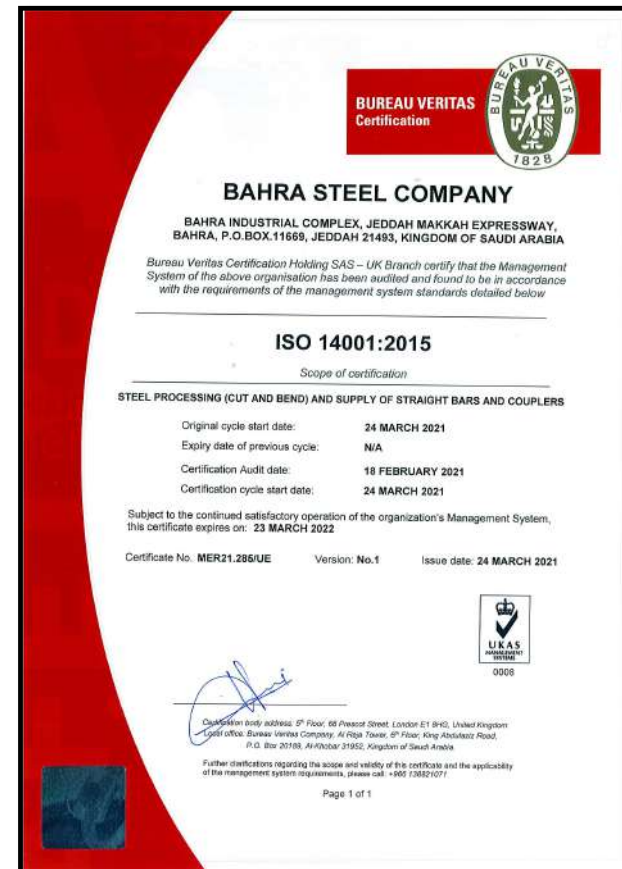 BUREAU VERITAS
Certification
BUREAU VERITAS
1828
BAHRA STEEL COMPANY
BAHRA INDUSTRIAL COMPLEX, JEDDAH MAKKAH EXPRESSWAY,
BAHRA, P.O.BOX.11669, JEDDAH 21493, KINGDOM OF SAUDI ARABIA
Bureau Veritas Certification Holding SAS – UK Branch certify that the Management
System of the above organisation has been audited and found to be in accordance
with the requirements of the management system standards detailed below
ISO 14001:2015
Scope of certification
STEEL PROCESSING (CUT AND BEND) AND SUPPLY OF STRAIGHT BARS AND COUPLERS
Original cycle start date: 24 MARCH 2021
Expiry date of previous cycle: N/A
Certification Audit date: 18 FEBRUARY 2021
Certification cycle start date: 24 MARCH 2021
Subject to the continued satisfactory operation of the organization's Management System,
this certificate expires on: 23 MARCH 2022
Certificate No. MER21.285/UE Version: No.1 Issue date: 24 MARCH 2021
UKAS
MANAGEMENT
SYSTEMS
0008
Certification body address: 5th Floor, 66 Prescot Street, London E1 8HG, United Kingdom
Local office: Bureau Veritas Company, Al Reja Tower, 6th Floor, King Abdulaziz Road,
P.O. Box 20169, Al-Khobar 31952, Kingdom of Saudi Arabia
Further clarifications regarding the scope and validity of this certificate and the applicability
of the management system requirements, please call: +966 138821071
Page 1 of 1